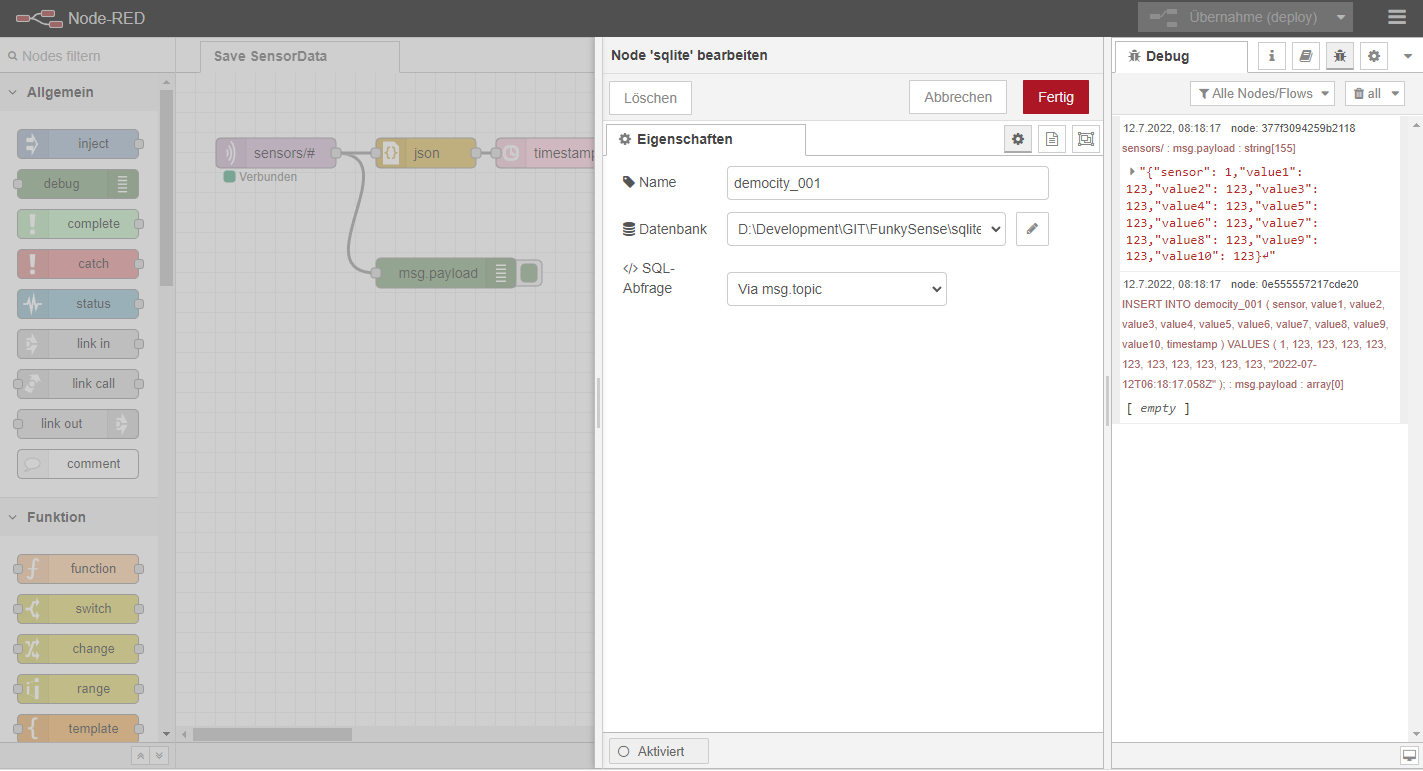 Node-RED
Übernahme (deploy)
Nodes filtern
Allgemein
inject
debug
complete
catch
status
link in
link call
link out
comment
Funktion
function
switch
change
range
template
Save SensorData
sensors/#
Verbunden
json
timestamp
msg.payload
Node 'sqlite' bearbeiten
Löschen
Abbrechen
Fertig
Eigenschaften
Name
democity_001
Datenbank
D:\Development\GIT\FunkySense\sqlite
</> SQL-
Abfrage
Via msg.topic
Aktiviert
Debug
Alle Nodes/Flows
all
12.7.2022, 08:18:17 node: 377f3094259b2118
sensors/ : msg.payload : string[155]
"{"sensor": 1,"value1":
123,"value2": 123,"value3":
123,"value4": 123,"value5":
123,"value6": 123,"value7":
123,"value8": 123,"value9":
123,"value10": 123}↵"
12.7.2022, 08:18:17 node: 0e555557217cde20
INSERT INTO democity_001 ( sensor, value1, value2,
value3, value4, value5, value6, value7, value8, value9,
value10, timestamp ) VALUES ( 1, 123, 123, 123, 123,
123, 123, 123, 123, 123, 123, "2022-07-
12T06:18:17.058Z" ); : msg.payload : array[0]
[ empty ]